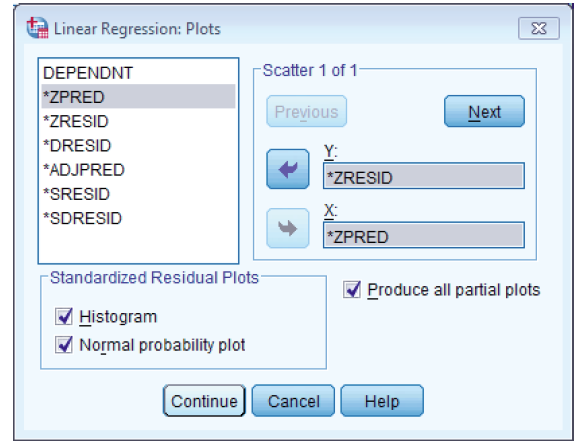 Linear Regression: Plots
DEPENDNT
*ZPRED
*ZRESID
*DRESID
*ADJPRED
*SRESID
*SDRESID
Scatter 1 of 1
Previous
Next
Y:
*ZRESID
X:
*ZPRED
Standardized Residual Plots
Histogram
Normal probability plot
Produce all partial plots
Continue
Cancel
Help